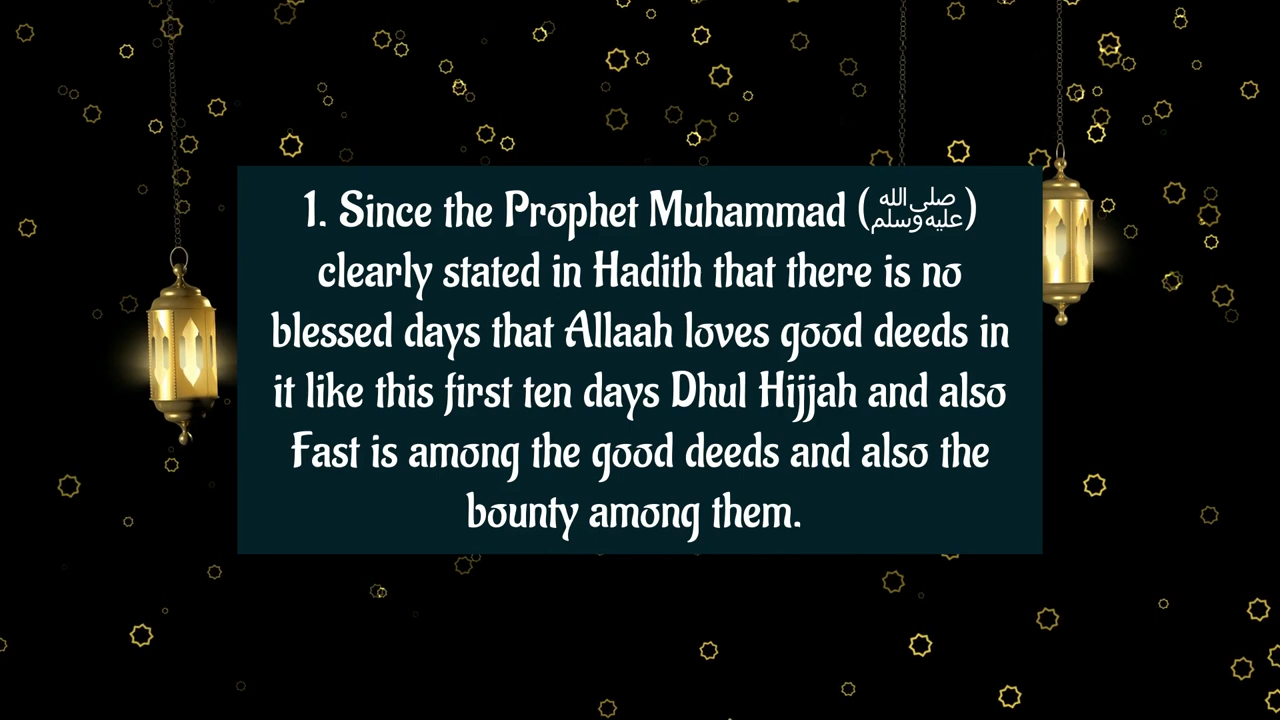 1. Since the Prophet Muhammad (صلى الله عليه وسلم)
clearly stated in Hadith that there is no
blessed days that Allaah loves good deeds in
it like this first ten days Dhul Hijjah and also
Fast is among the good deeds and also the
bounty among them.